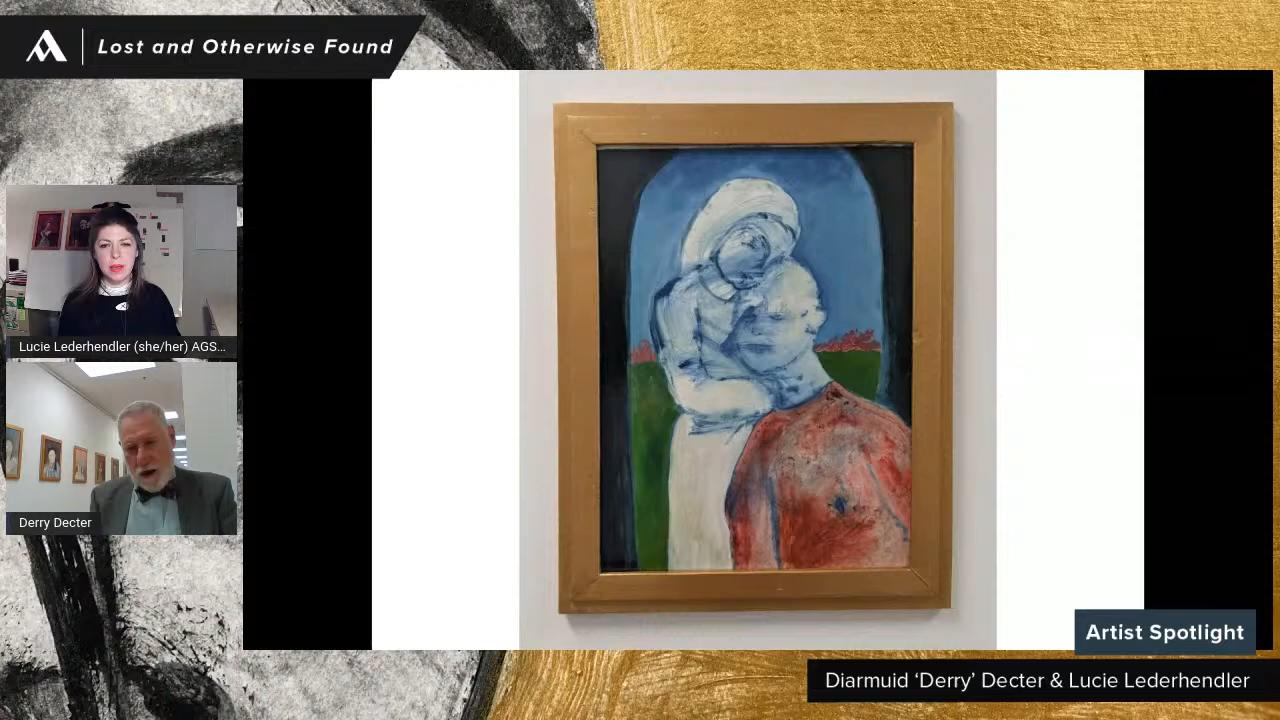 Lost and Otherwise Found
Lucie Lederhendler (she/her) AGS...
Derry Decter
Artist Spotlight
Diarmuid ‘Derry’ Decter & Lucie Lederhendler